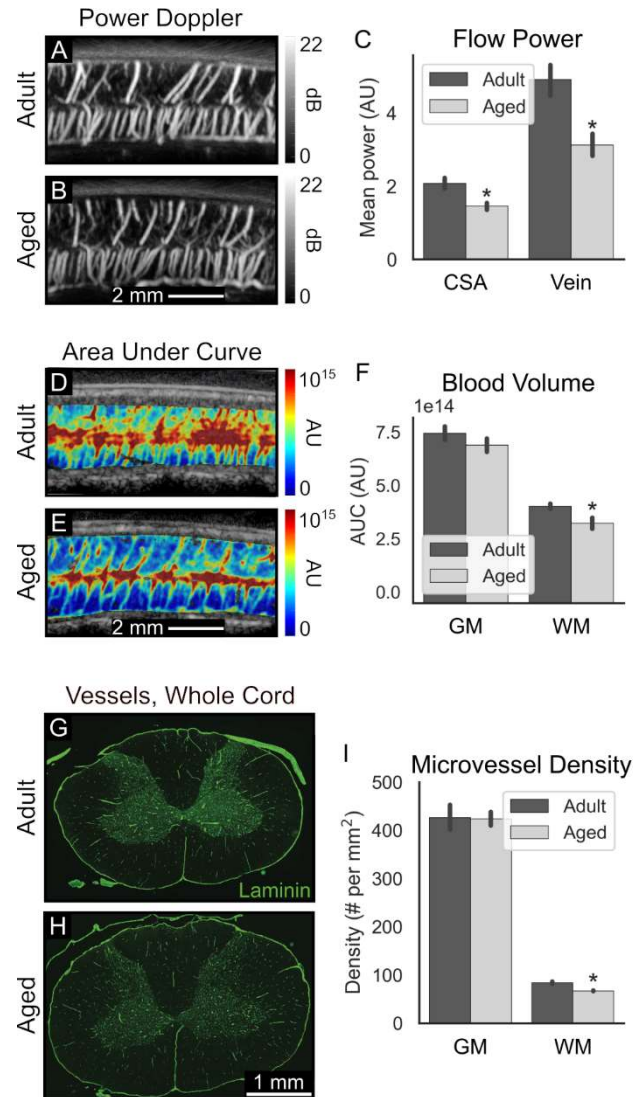 Power Doppler
A
Adult
22
dB
0
B
Aged
22
dB
0
2 mm
C
Flow Power
Adult
Aged
Mean power (AU)
4
2
0
*
*
CSA
Vein
Area Under Curve
D
Adult
10¹⁵
AU
0
E
Aged
10¹⁵
AU
0
2 mm
F
Blood Volume
1e14
AUC (AU)
7.5
5.0
2.5
0.0
Adult
Aged
*
GM
WM
Vessels, Whole Cord
G
Adult
Laminin
H
Aged
1 mm
I
Microvessel Density
Adult
Aged
Density (# per mm²)
500
400
300
200
100
0
*
GM
WM